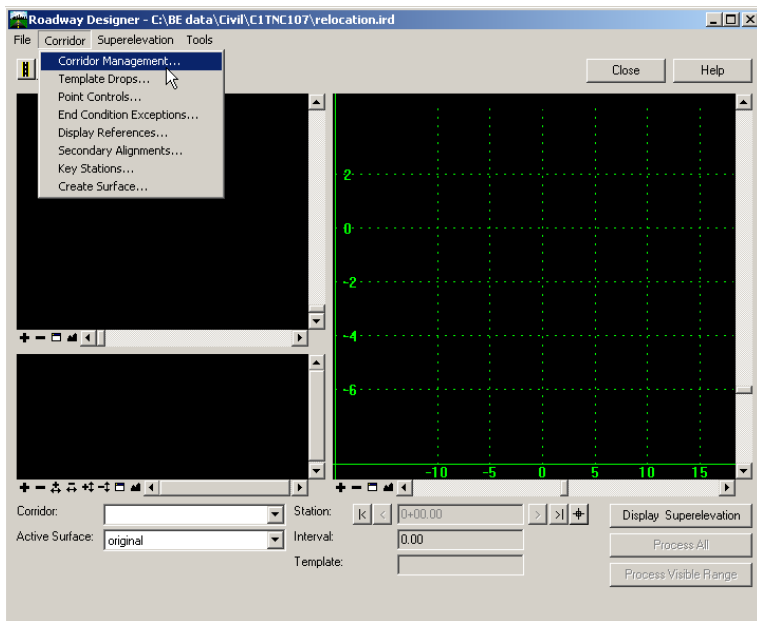 Roadway Designer - C:\BE data\Civil\C1TNC107\relocation.ird
File Corridor Superelevation Tools
Corridor Management...
Template Drops...
Point Controls...
End Condition Exceptions...
Display References...
Secondary Alignments...
Key Stations...
Create Surface...
Close Help
2
0
-2
-4
-6
-10 -5 0 5 10 15
Corridor:
Station: 0+00.00
Display Superelevation
Active Surface: original
Interval: 0.00
Process All
Template:
Process Visible Range